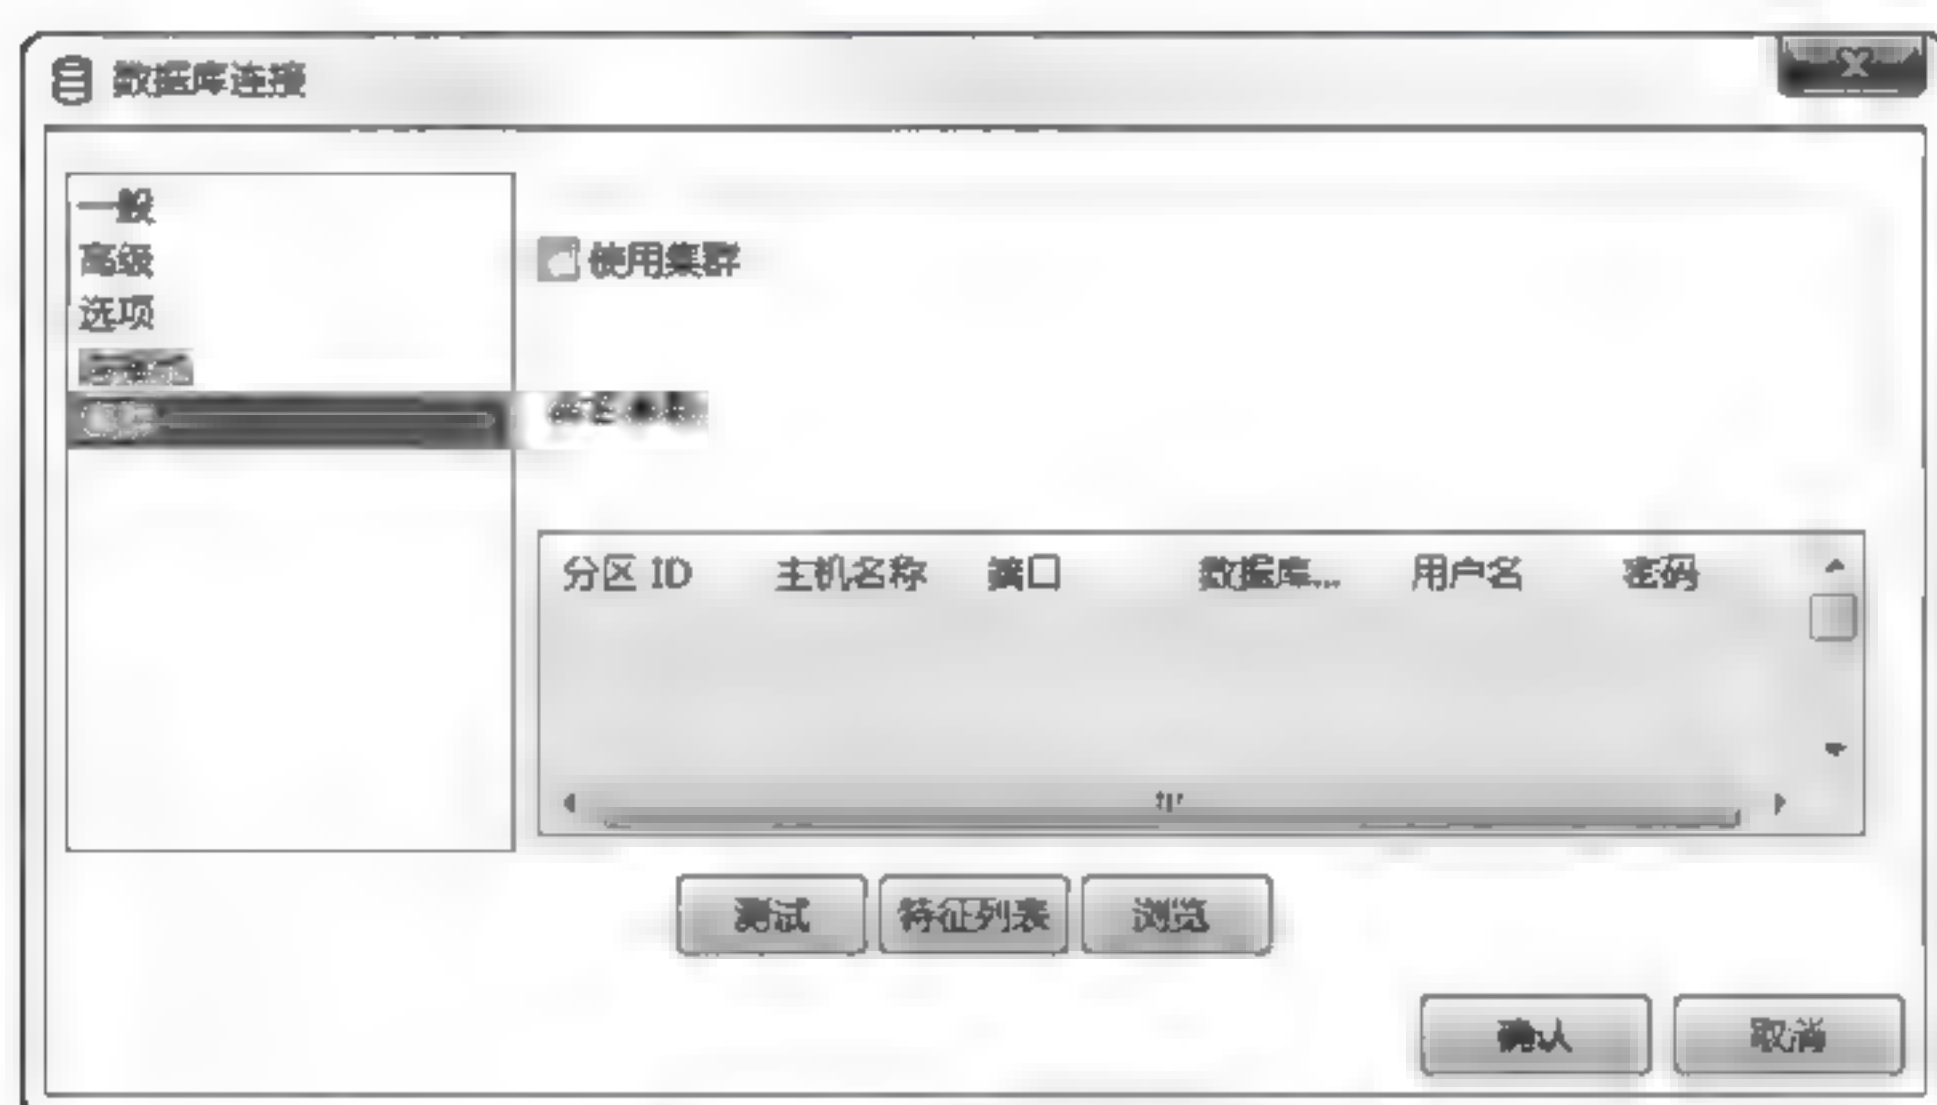 数据库连接
一般
高级
选项
使用集群
分区 ID 主机名称 端口 数据库... 用户名 密码
测试 特征列表 浏览
确认 取消